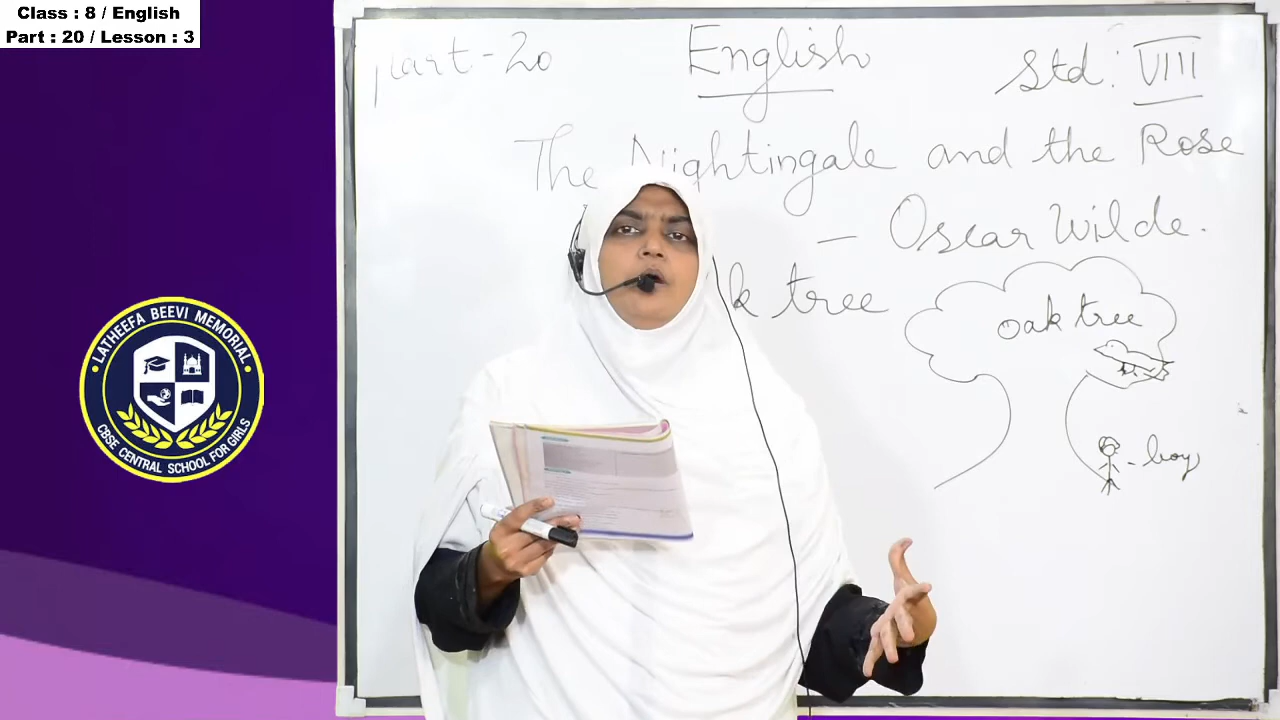 Class : 8 / English
Part : 20 / Lesson : 3
part - 20
English
Std : VIII
The Nightingale and the Rose
– Oscar Wilde.
k tree
oak tree
- boy
LATHEEFA BEEVI MEMORIAL
CBSE CENTRAL SCHOOL FOR GIRLS